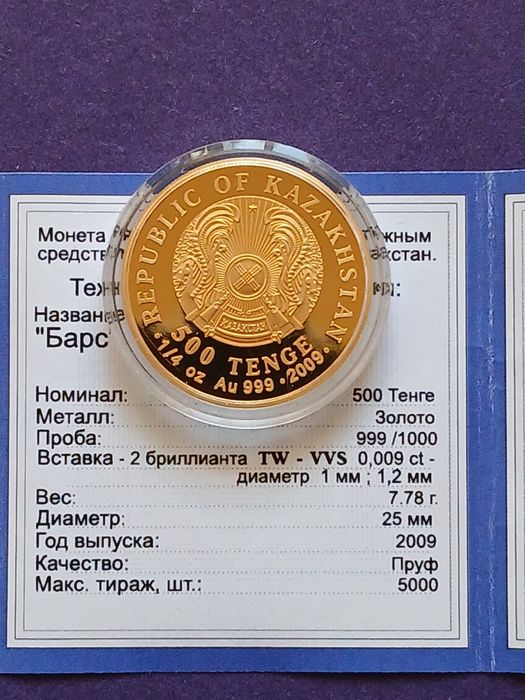 REPUBLIC OF KAZAKHSTAN
ҚАЗАҚСТАН
500 TENGE
1/4 oz Au 999 · 2009
Монета жным
средств хстан.
Тех :
Назван
"Барс
Номинал: 500 Тенге
Металл: Золото
Проба: 999 /1000
Вставка - 2 бриллианта TW - VVS 0,009 ct -
диаметр 1 мм ; 1,2 мм
Вес: 7.78 г.
Диаметр: 25 мм
Год выпуска: 2009
Качество: Пруф
Макс. тираж, шт.: 5000